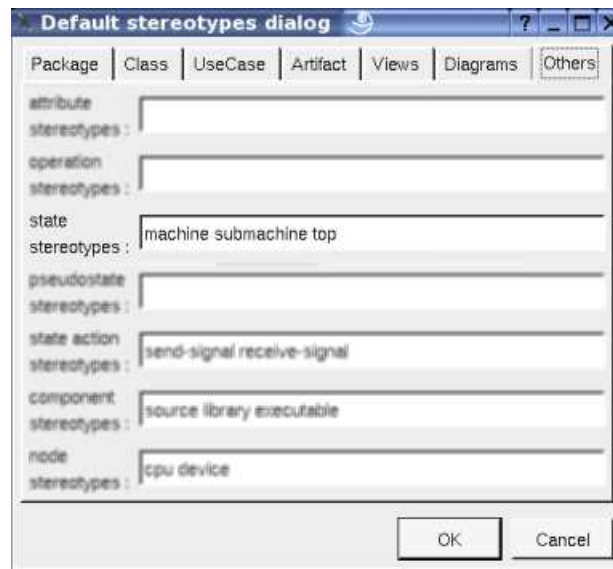 Default stereotypes dialog ? _ □ X
Package Class UseCase Artifact Views Diagrams Others
attribute
stereotypes :
operation
stereotypes :
state
stereotypes : machine submachine top
pseudostate
stereotypes :
state action
stereotypes : send-signal receive-signal
component
stereotypes : source library executable
node
stereotypes : cpu device
OK Cancel